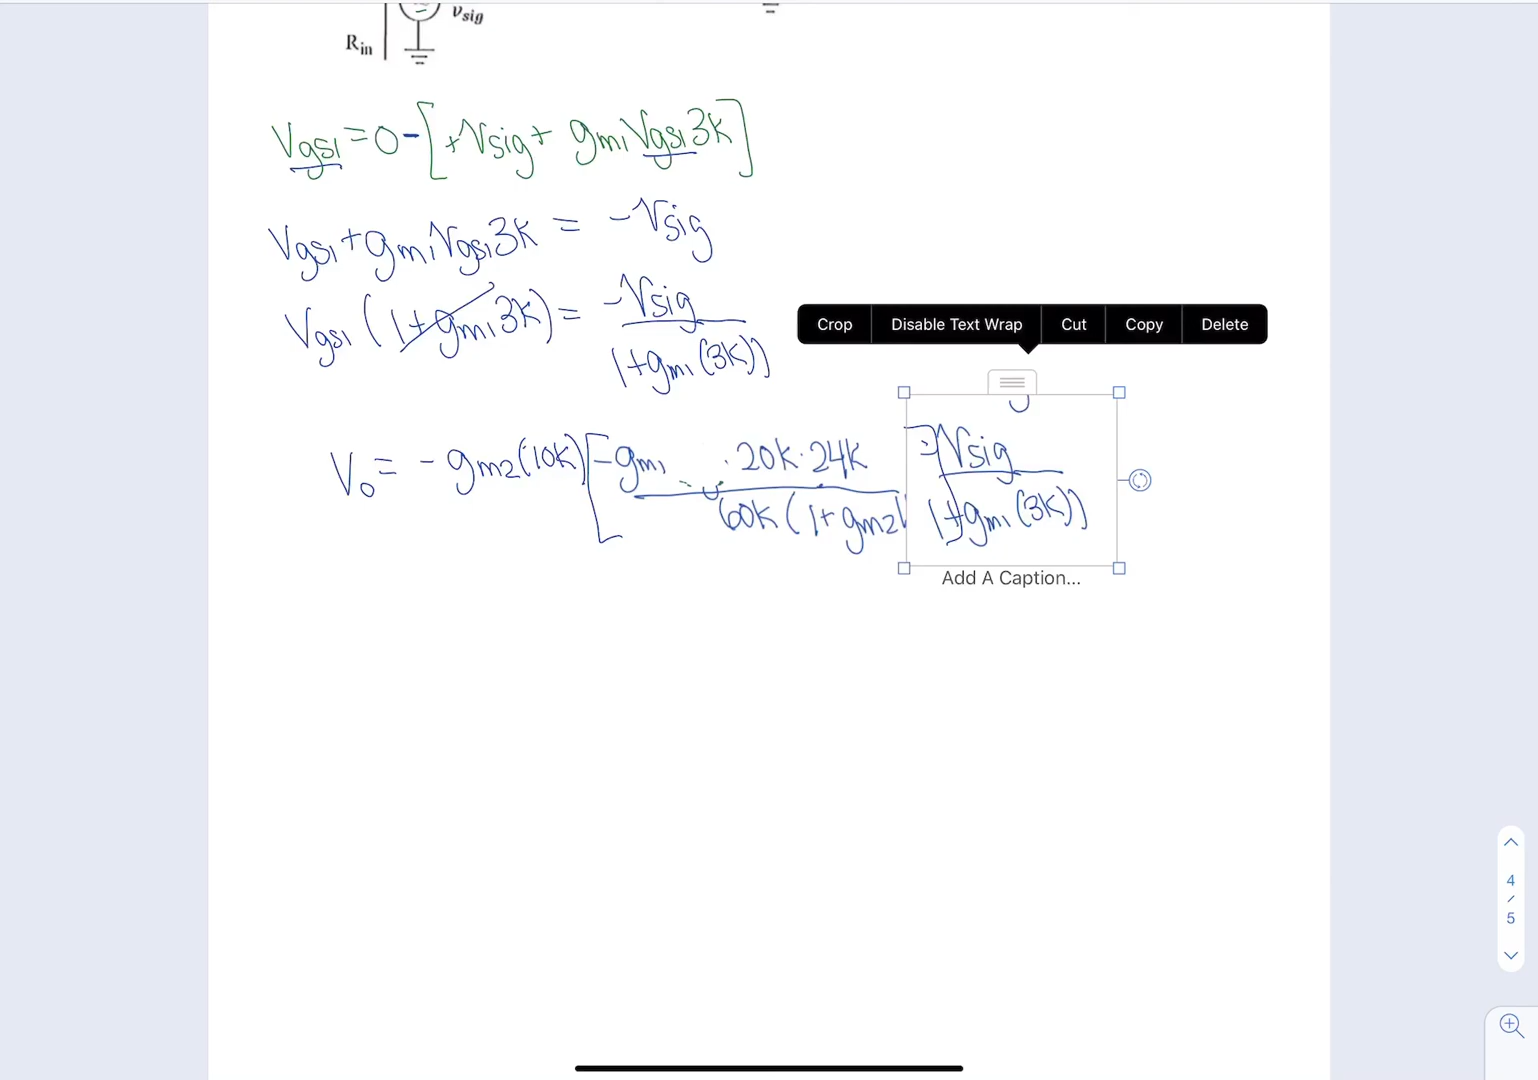 Vsig
Rin
Vgs1 = 0 - [+Vsig + gm1 Vgs1 3k]
Vgs1 + gm1 Vgs1 3k = -Vsig
Vgs1 (1 + gm1 3k) = -Vsig
1 + gm1 (3k))
Crop Disable Text Wrap Cut Copy Delete
Vo = - gm2 (10k) [-gm1 · 20k · 24k ] -Vsig
60k (1 + gm2 1 + gm1 (3k))
Add A Caption...
4
/
5